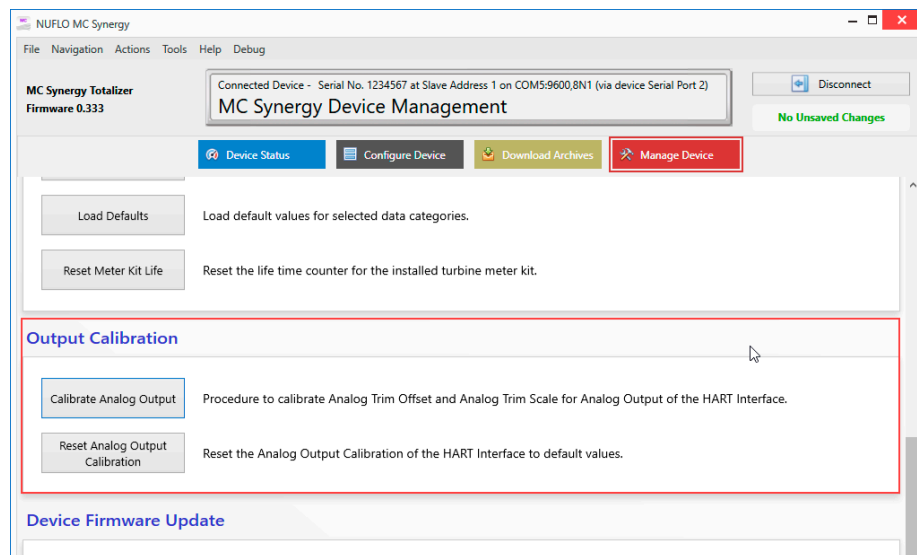 NUFLO MC Synergy
File Navigation Actions Tools Help Debug
MC Synergy Totalizer
Firmware 0.333
Connected Device - Serial No. 1234567 at Slave Address 1 on COM5:9600,8N1 (via device Serial Port 2)
MC Synergy Device Management
Disconnect
No Unsaved Changes
Device Status
Configure Device
Download Archives
Manage Device
Load Defaults
Load default values for selected data categories.
Reset Meter Kit Life
Reset the life time counter for the installed turbine meter kit.
Output Calibration
Calibrate Analog Output
Procedure to calibrate Analog Trim Offset and Analog Trim Scale for Analog Output of the HART Interface.
Reset Analog Output
Calibration
Reset the Analog Output Calibration of the HART Interface to default values.
Device Firmware Update